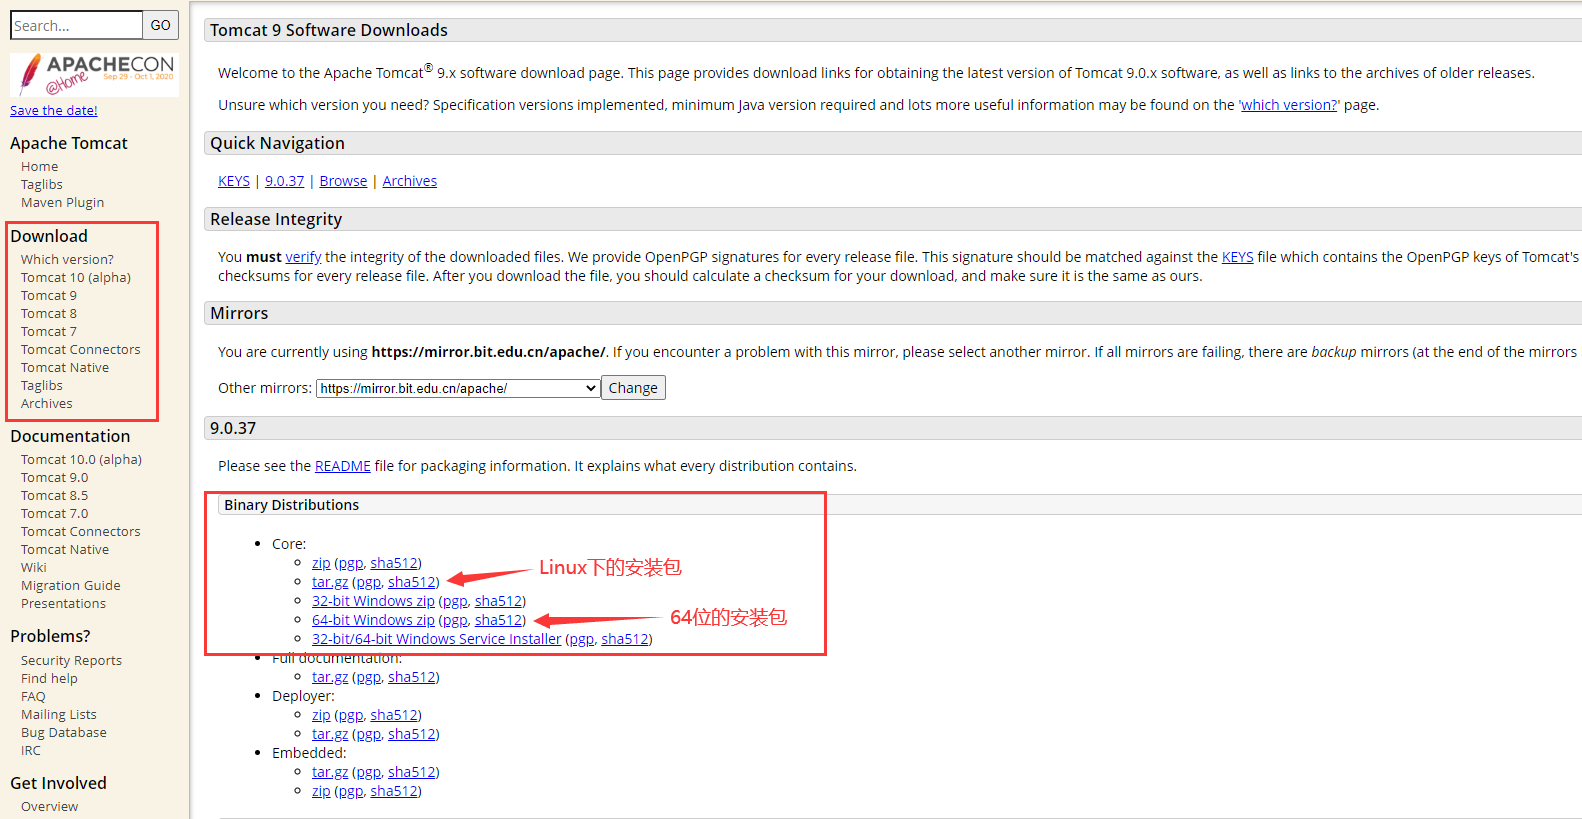 Search...
GO
APACHECON
@Home
Sep 29 - Oct 1, 2020
Save the date!
Apache Tomcat
Home
Taglibs
Maven Plugin
Download
Which version?
Tomcat 10 (alpha)
Tomcat 9
Tomcat 8
Tomcat 7
Tomcat Connectors
Tomcat Native
Taglibs
Archives
Documentation
Tomcat 10.0 (alpha)
Tomcat 9.0
Tomcat 8.5
Tomcat 7.0
Tomcat Connectors
Tomcat Native
Wiki
Migration Guide
Presentations
Problems?
Security Reports
Find help
FAQ
Mailing Lists
Bug Database
IRC
Get Involved
Overview
Tomcat 9 Software Downloads
Welcome to the Apache Tomcat® 9.x software download page. This page provides download links for obtaining the latest version of Tomcat 9.0.x software, as well as links to the archives of older releases.
Unsure which version you need? Specification versions implemented, minimum Java version required and lots more useful information may be found on the 'which version?' page.
Quick Navigation
KEYS | 9.0.37 | Browse | Archives
Release Integrity
You must verify the integrity of the downloaded files. We provide OpenPGP signatures for every release file. This signature should be matched against the KEYS file which contains the OpenPGP keys of Tomcat's
checksums for every release file. After you download the file, you should calculate a checksum for your download, and make sure it is the same as ours.
Mirrors
You are currently using https://mirror.bit.edu.cn/apache/. If you encounter a problem with this mirror, please select another mirror. If all mirrors are failing, there are backup mirrors (at the end of the mirrors
Other mirrors: https://mirror.bit.edu.cn/apache/ Change
9.0.37
Please see the README file for packaging information. It explains what every distribution contains.
Binary Distributions
Core:
zip (pgp, sha512)
tar.gz (pgp, sha512)
Linux下的安装包
32-bit Windows zip (pgp, sha512)
64-bit Windows zip (pgp, sha512)
64位的安装包
32-bit/64-bit Windows Service Installer (pgp, sha512)
Full documentation:
tar.gz (pgp, sha512)
Deployer:
zip (pgp, sha512)
tar.gz (pgp, sha512)
Embedded:
tar.gz (pgp, sha512)
zip (pgp, sha512)